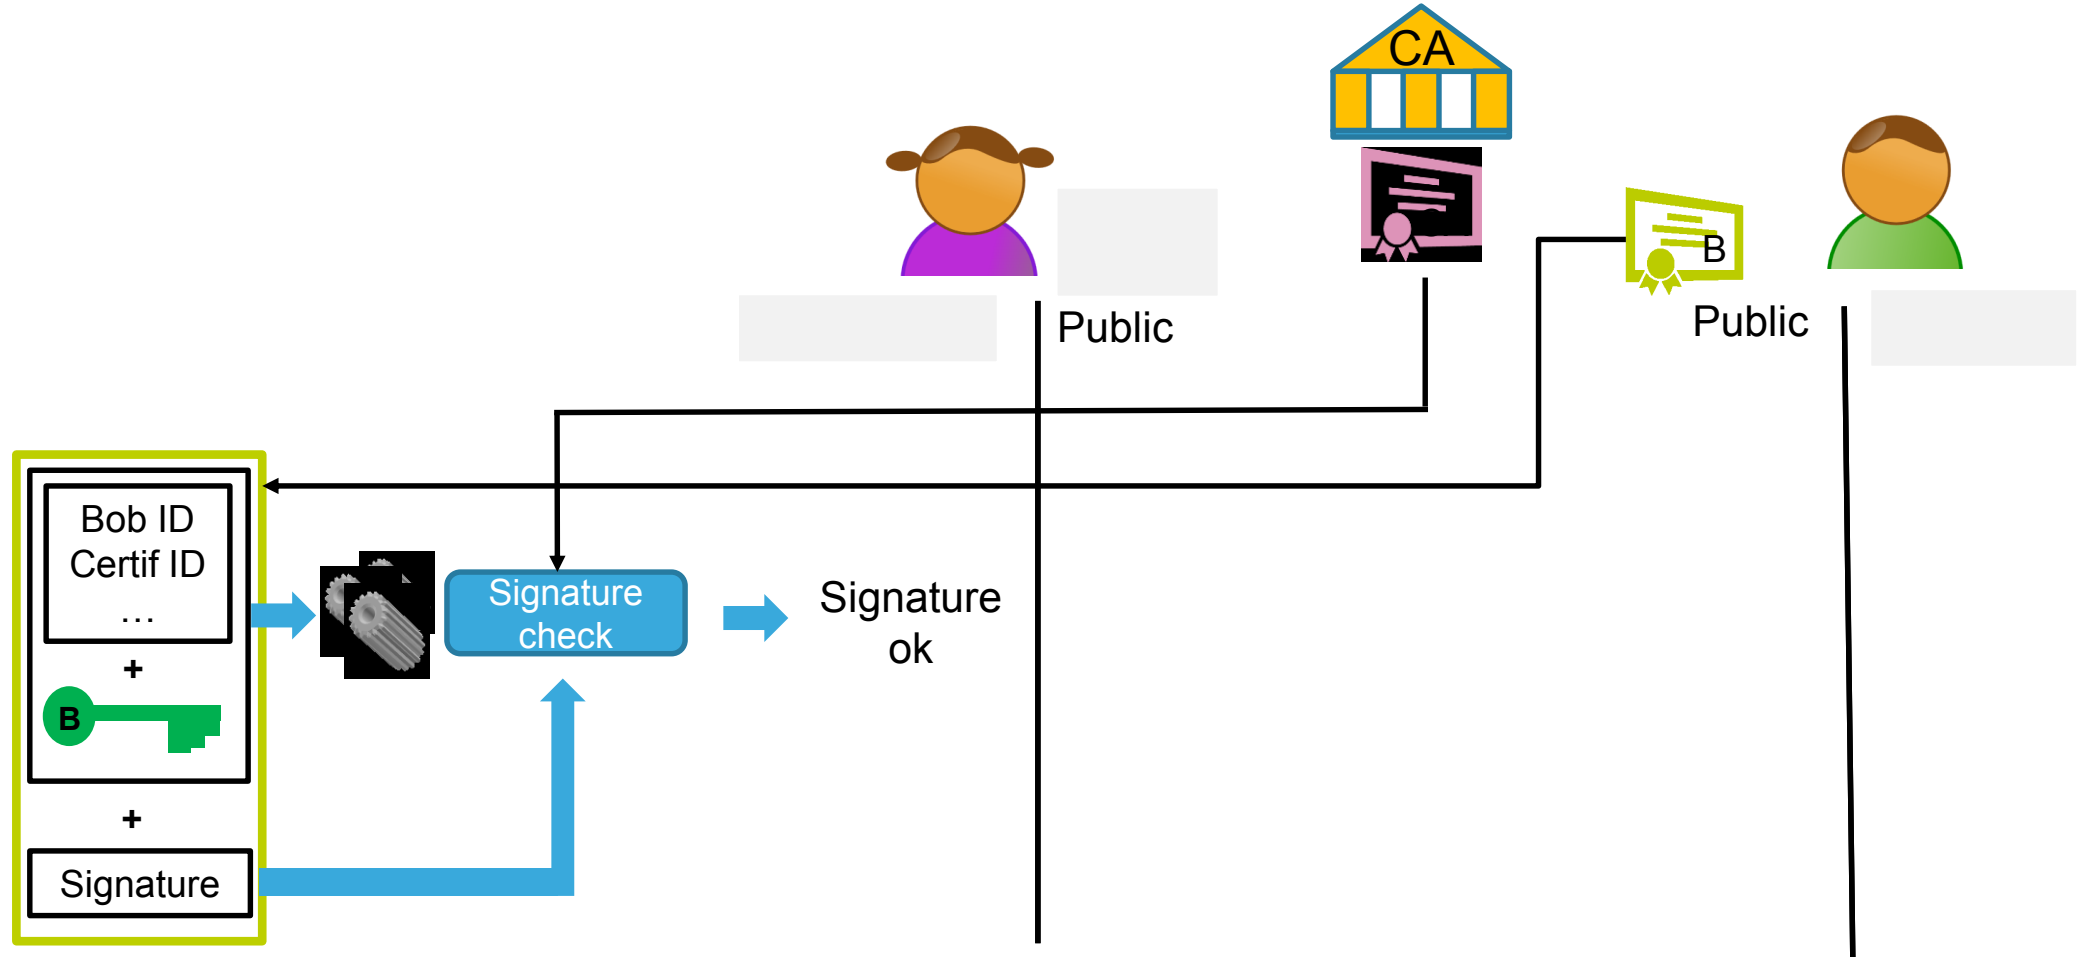 CA
B
Public
Public
Bob ID
Certif ID
...
+
B
+
Signature
Signature
check
Signature
ok